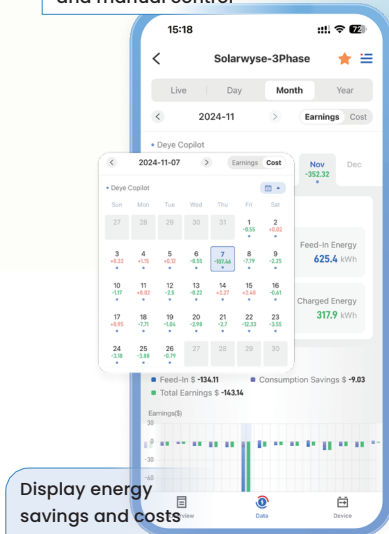 and manual control
15:18
72
Solarwyse-3Phase
Live Day Month Year
2024-11
Earnings Cost
Deye Copilot
Nov Dec
-352.32
2024-11-07
Earnings Cost
Deye Copilot
Sun Mon Tue Wed Thu Fri Sat
27 28 29 30 31 1 2
-8.55 +0.02
3 4 5 6 7 8 9
+0.32 +1.15 +0.12 -8.55 -107.66 -7.79 -2.25
10 11 12 13 14 15 16
-1.17 +0.02 -2.5 -8.22 +2.27 +2.45 -0.61
17 18 19 20 21 22 23
+0.95 -7.71 -1.04 -2.98 -2.7 -12.33 -3.55
24 25 26 27 28 29 30
-3.18 -3.88 -0.79
Feed-In Energy
625.4 kWh
Charged Energy
317.9 kWh
Feed-In $ -134.11 Consumption Savings $ -9.03
Total Earnings $ -143.14
Earnings($)
30
0
-30
-60
Display energy
savings and costs
Data Device